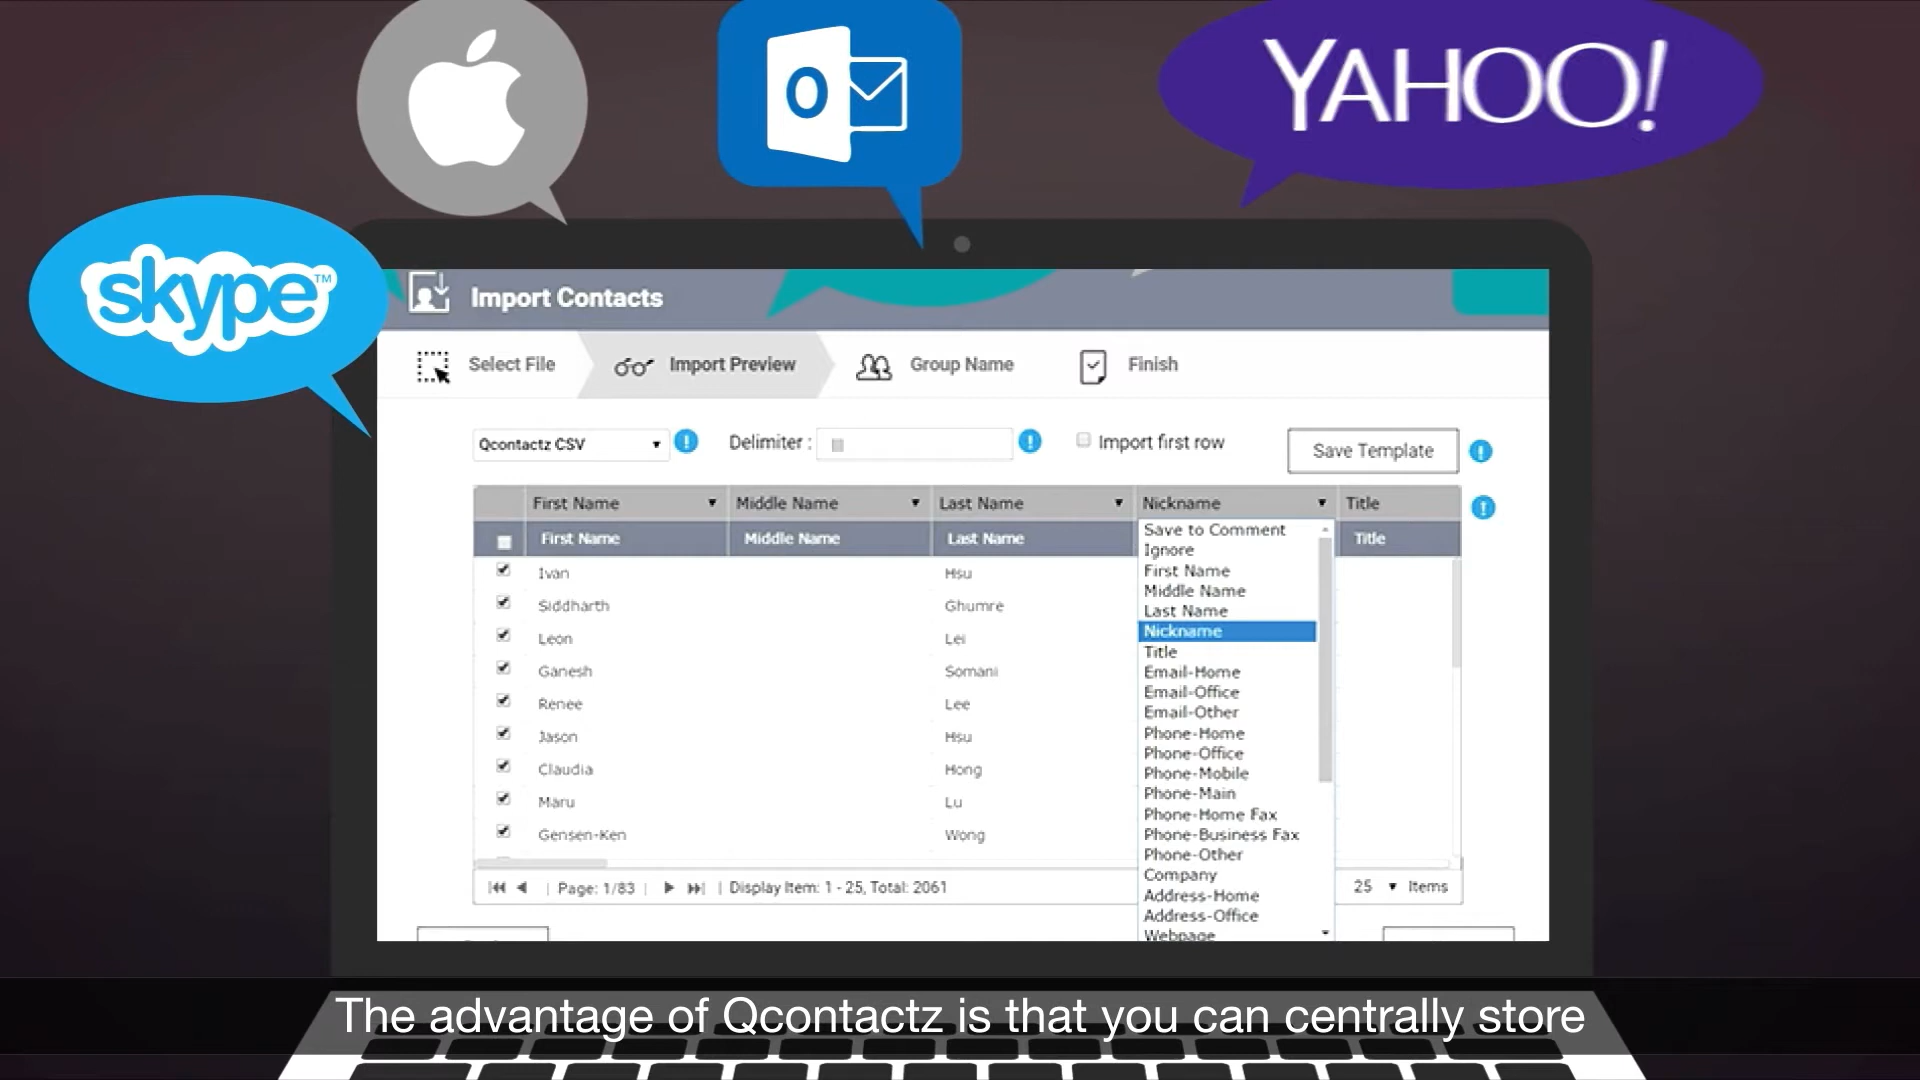 YAHOO!
skype™
Import Contacts
Select File
Import Preview
Group Name
Finish
Qcontactz CSV
Delimiter :
Import first row
Save Template
First Name
Middle Name
Last Name
Nickname
Title
First Name
Middle Name
Last Name
Title
Ivan Hsu
Siddharth Ghumre
Leon Lei
Ganesh Somani
Renee Lee
Jason Hsu
Claudia Hong
Maru Lu
Gensen-Ken Wong
Save to Comment
Ignore
First Name
Middle Name
Last Name
Nickname
Title
Email-Home
Email-Office
Email-Other
Phone-Home
Phone-Office
Phone-Mobile
Phone-Main
Phone-Home Fax
Phone-Business Fax
Phone-Other
Company
Address-Home
Address-Office
Webpage
| Page: 1/83 | | Display Item: 1 - 25, Total: 2061
25 Items
The advantage of Qcontactz is that you can centrally store